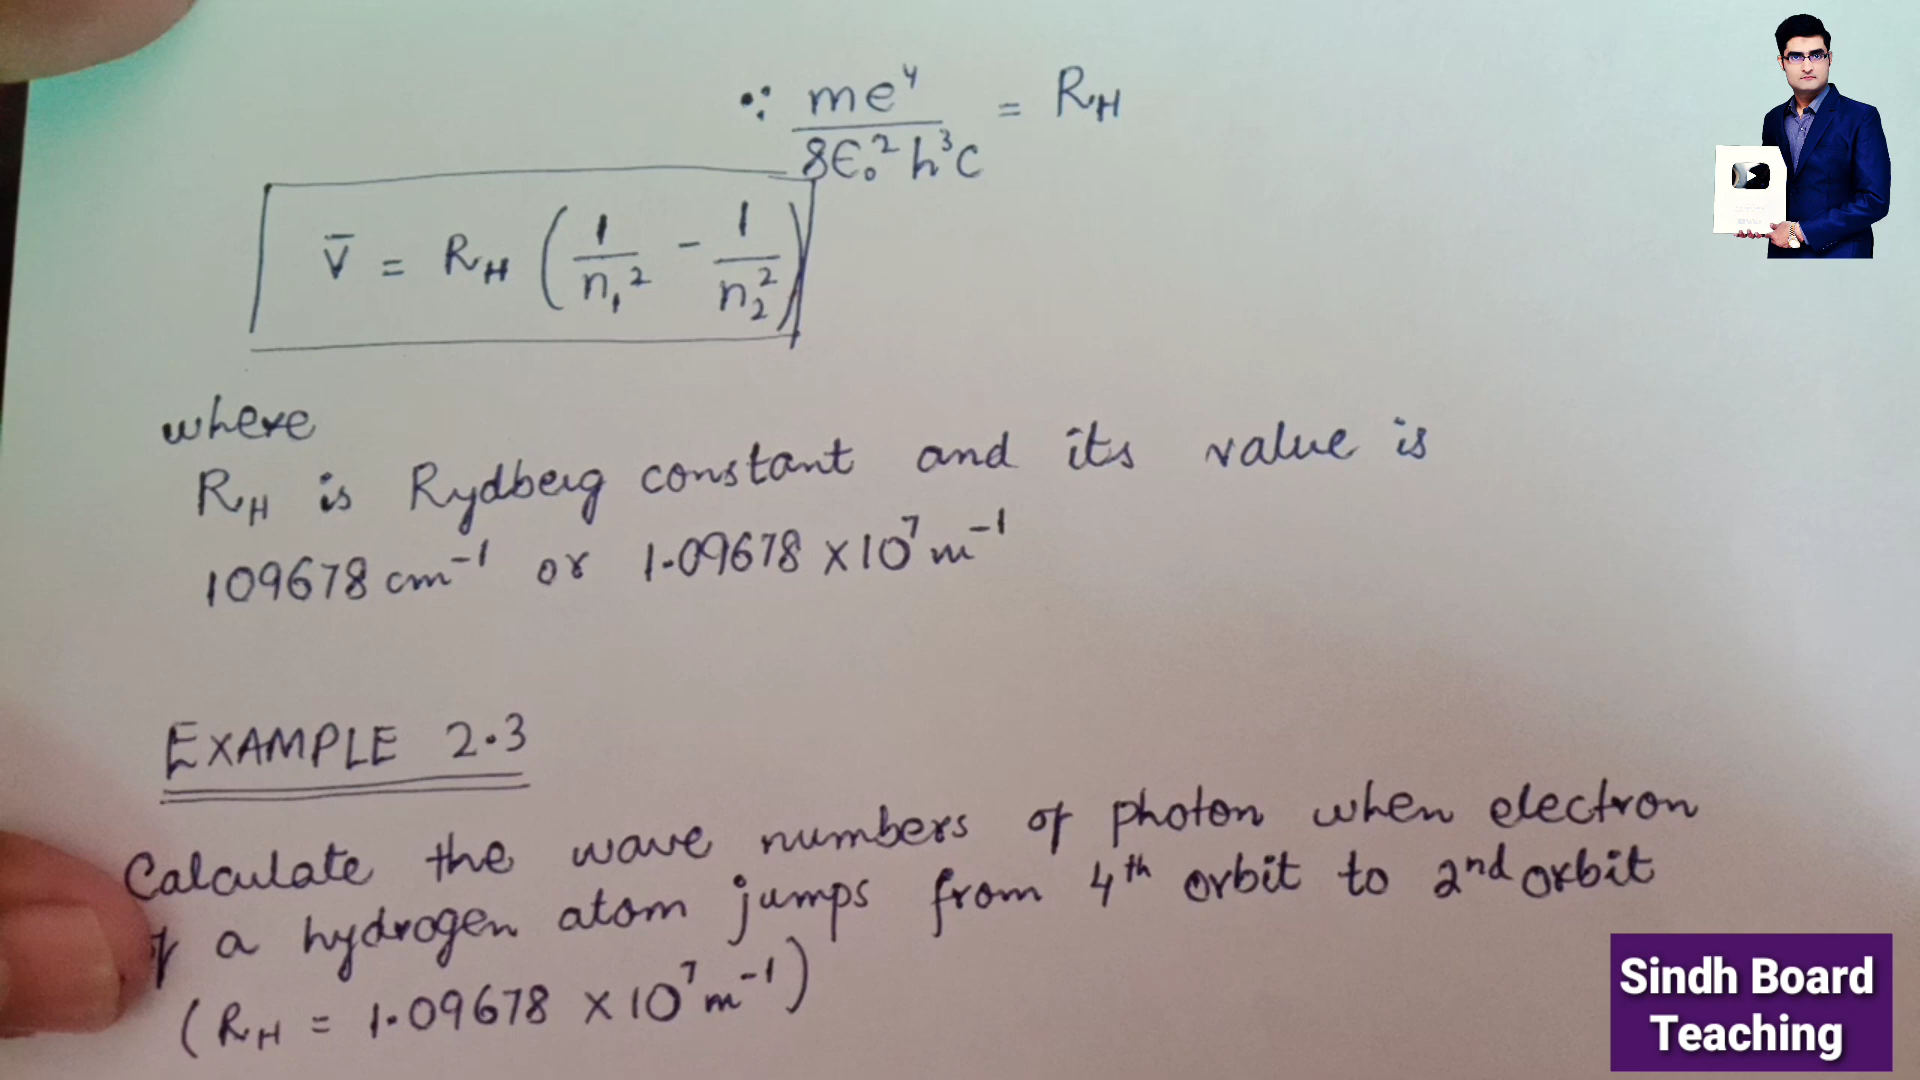 ∵ me⁴/8ϵ₀²h³c = R_H
v̄ = R_H (1/n₁² - 1/n₂²)
where
R_H is Rydberg constant and its value is
109678 cm⁻¹ or 1.09678 x 10⁷ m⁻¹
EXAMPLE 2.3
Calculate the wave numbers of photon when electron
of a hydrogen atom jumps from 4th orbit to 2nd orbit
(R_H = 1.09678 x 10⁷ m⁻¹)
Sindh Board
Teaching